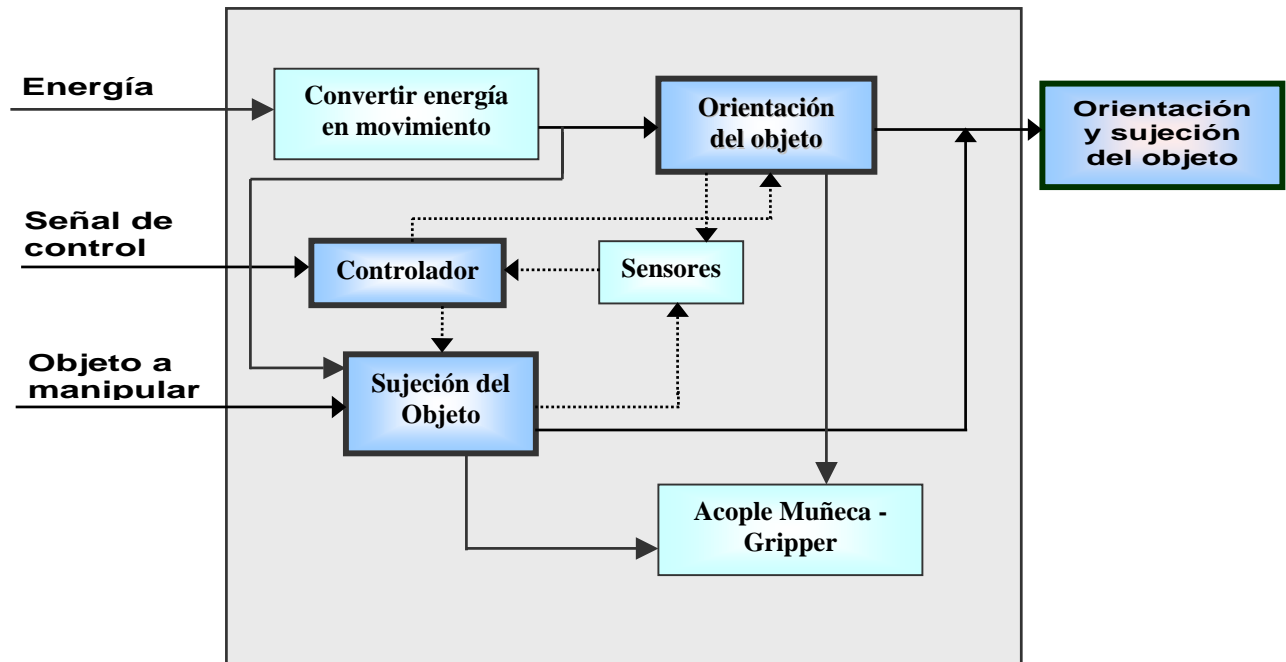 Energía
Convertir energía
en movimiento
Orientación
del objeto
Orientación
y sujeción
del objeto
Señal de
control
Controlador
Sensores
Objeto a
manipular
Sujeción del
Objeto
Acople Muñeca -
Gripper